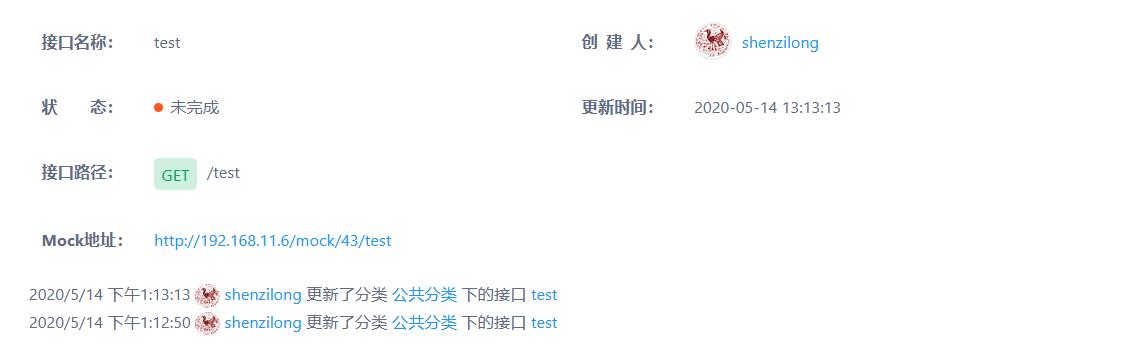 接口名称： test 创 建 人： shenzilong
状 态： 未完成 更新时间： 2020-05-14 13:13:13
接口路径： GET /test
Mock地址： http://192.168.11.6/mock/43/test
2020/5/14 下午1:13:13 shenzilong 更新了分类 公共分类 下的接口 test
2020/5/14 下午1:12:50 shenzilong 更新了分类 公共分类 下的接口 test